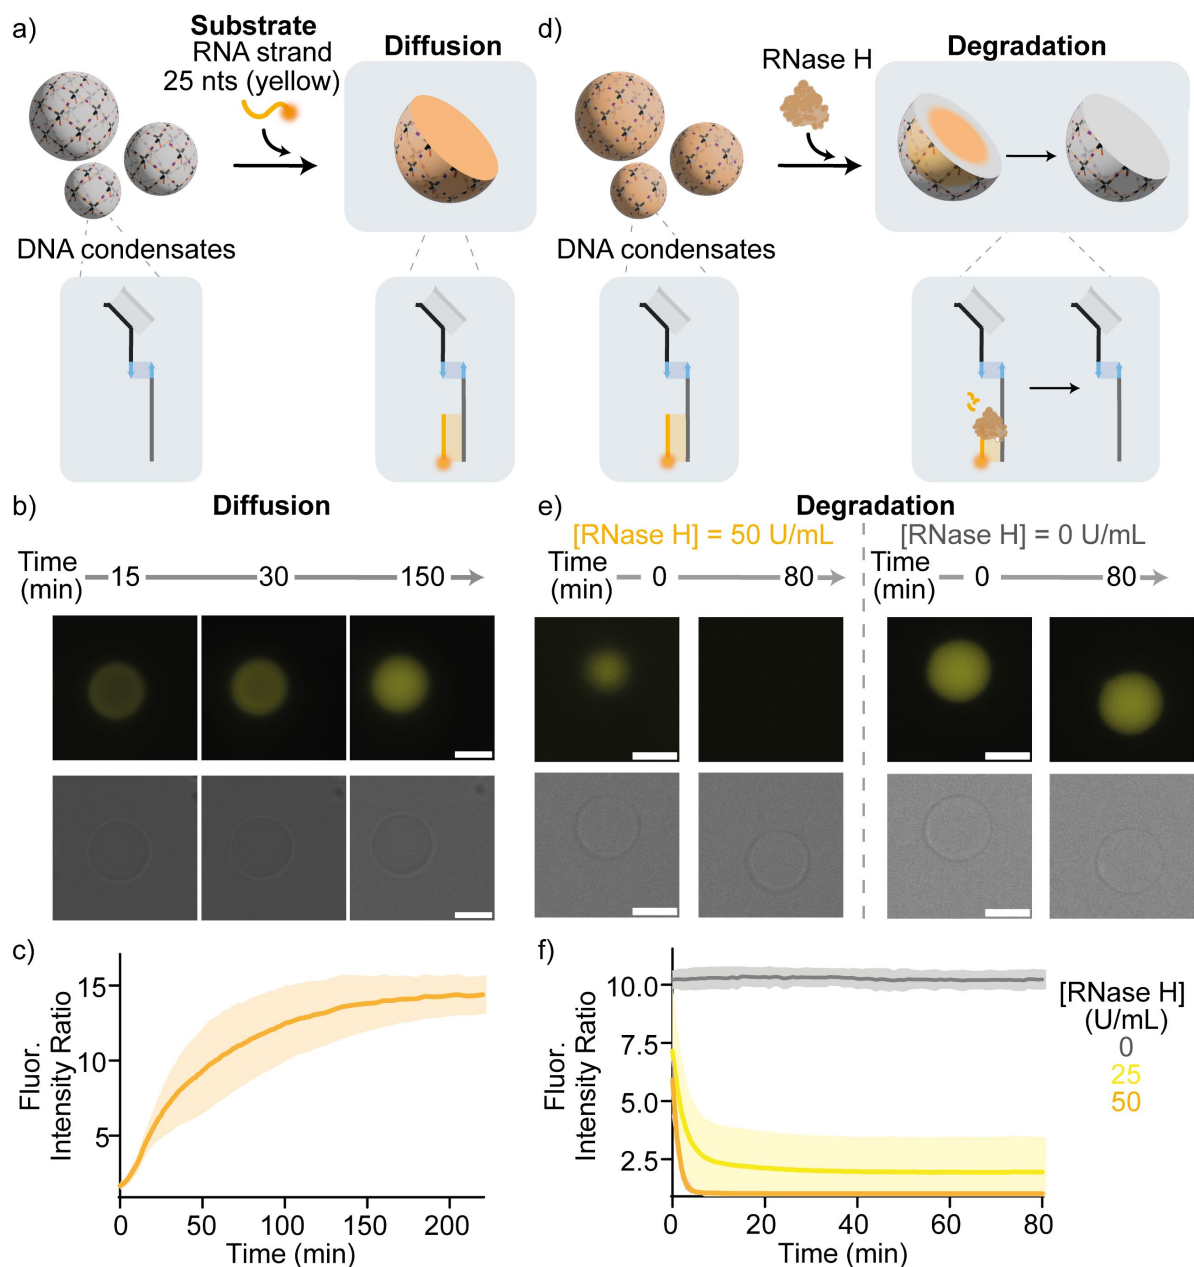 a)
Substrate
RNA strand
25 nts (yellow)
Diffusion
DNA condensates
d)
RNase H
Degradation
DNA condensates
b)
Diffusion
Time
(min)
15 30 150
e)
Degradation
[RNase H] = 50 U/mL
[RNase H] = 0 U/mL
Time
(min)
0 80
Time
(min)
0 80
c)
Fluor.
Intensity Ratio
15
10
5
0 50 100 150 200
Time (min)
f)
Fluor.
Intensity Ratio
10.0
7.5
5.0
2.5
0 20 40 60 80
Time (min)
[RNase H]
(U/mL)
0
25
50